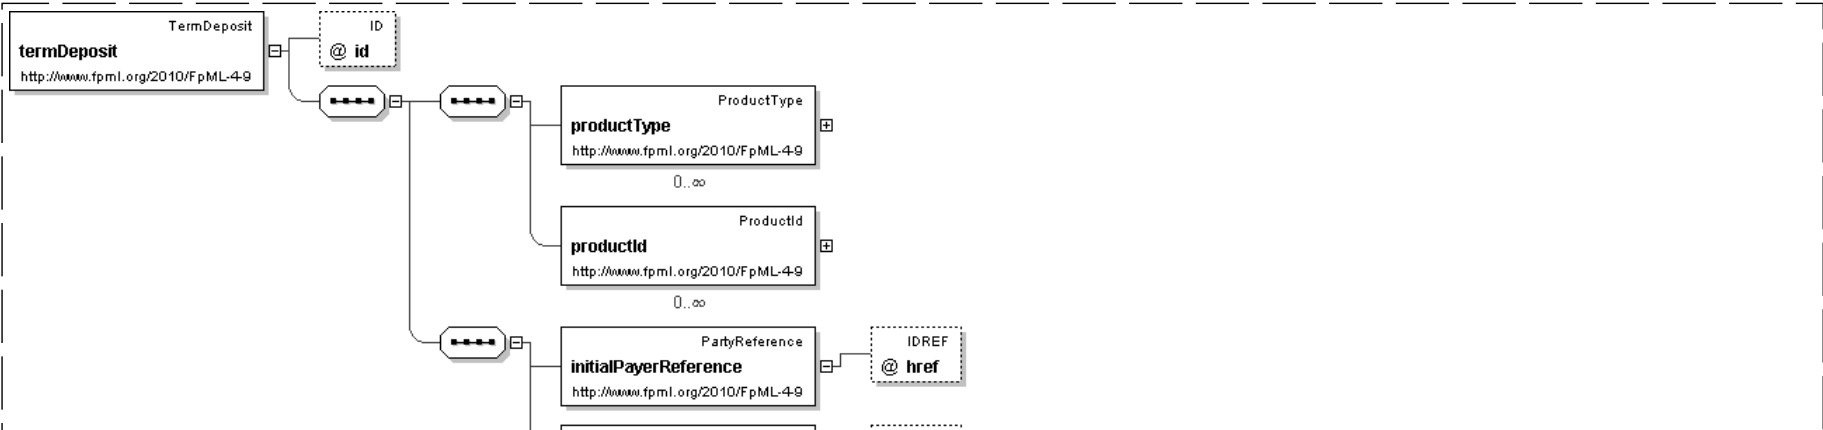 TermDeposit
termDeposit
http://www.fpml.org/2010/FpML-4-9
ID
@ id
ProductType
productType
http://www.fpml.org/2010/FpML-4-9
0..∞
ProductId
productId
http://www.fpml.org/2010/FpML-4-9
0..∞
PartyReference
initialPayerReference
http://www.fpml.org/2010/FpML-4-9
IDREF
@ href